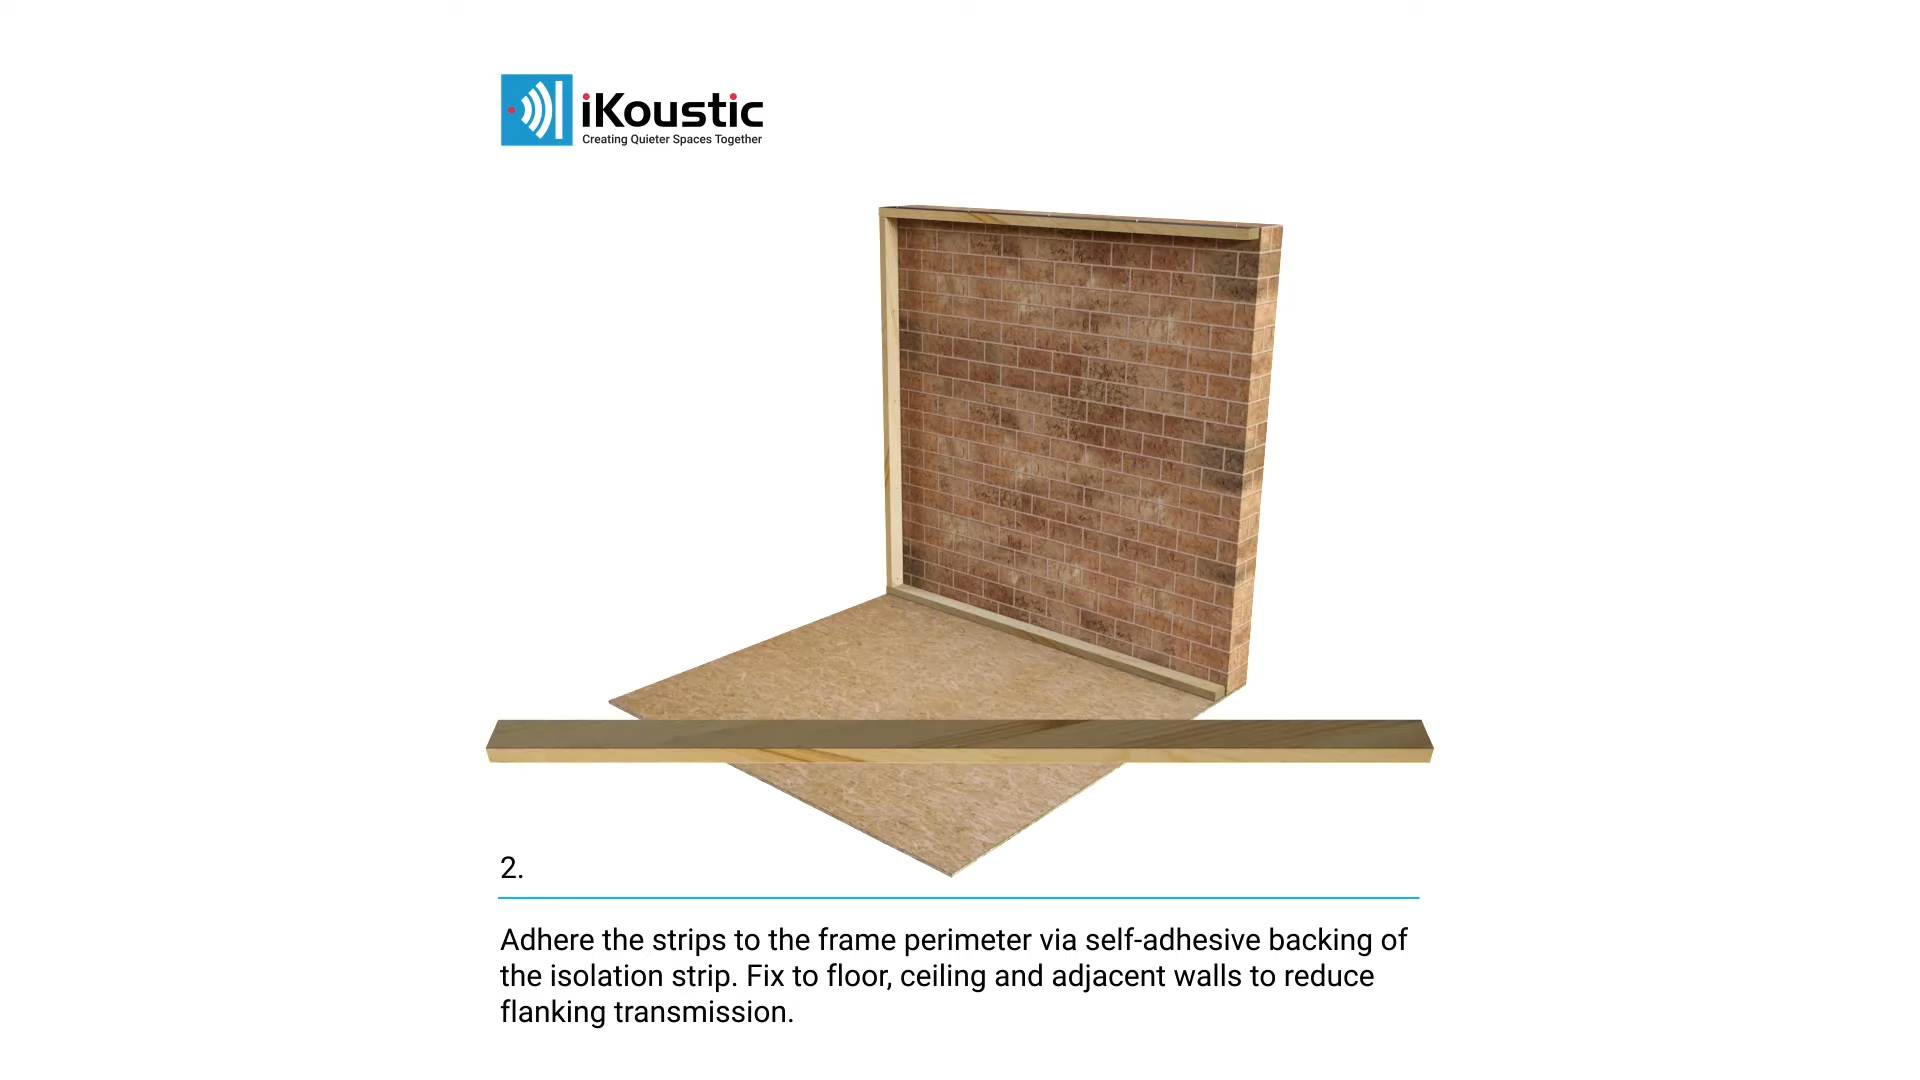 iKoustic
Creating Quieter Spaces Together
2.
Adhere the strips to the frame perimeter via self-adhesive backing of
the isolation strip. Fix to floor, ceiling and adjacent walls to reduce
flanking transmission.